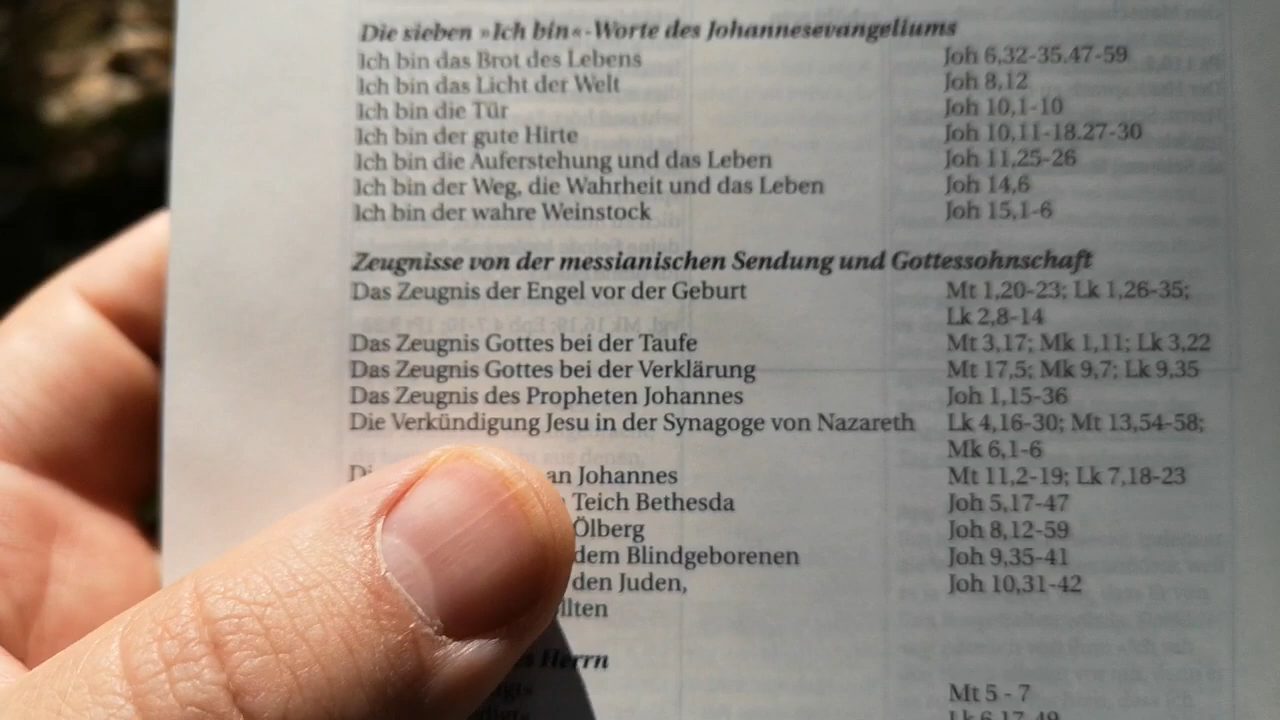 Die sieben »Ich bin«-Worte des Johannesevangeliums
Ich bin das Brot des Lebens Joh 6,32-35.47-59
Ich bin das Licht der Welt Joh 8,12
Ich bin die Tür Joh 10,1-10
Ich bin der gute Hirte Joh 10,11-18.27-30
Ich bin die Auferstehung und das Leben Joh 11,25-26
Ich bin der Weg, die Wahrheit und das Leben Joh 14,6
Ich bin der wahre Weinstock Joh 15,1-6
Zeugnisse von der messianischen Sendung und Gottessohnschaft
Das Zeugnis der Engel vor der Geburt Mt 1,20-23; Lk 1,26-35;
Lk 2,8-14
Das Zeugnis Gottes bei der Taufe Mt 3,17; Mk 1,11; Lk 3,22
Das Zeugnis Gottes bei der Verklärung Mt 17,5; Mk 9,7; Lk 9,35
Das Zeugnis des Propheten Johannes Joh 1,15-36
Die Verkündigung Jesu in der Synagoge von Nazareth Lk 4,16-30; Mt 13,54-58;
Mk 6,1-6
an Johannes Mt 11,2-19; Lk 7,18-23
Teich Bethesda Joh 5,17-47
Ölberg Joh 8,12-59
dem Blindgeborenen Joh 9,35-41
den Juden, Joh 10,31-42
llten
Herrn
Mt 5 - 7
Lk 6,17-49